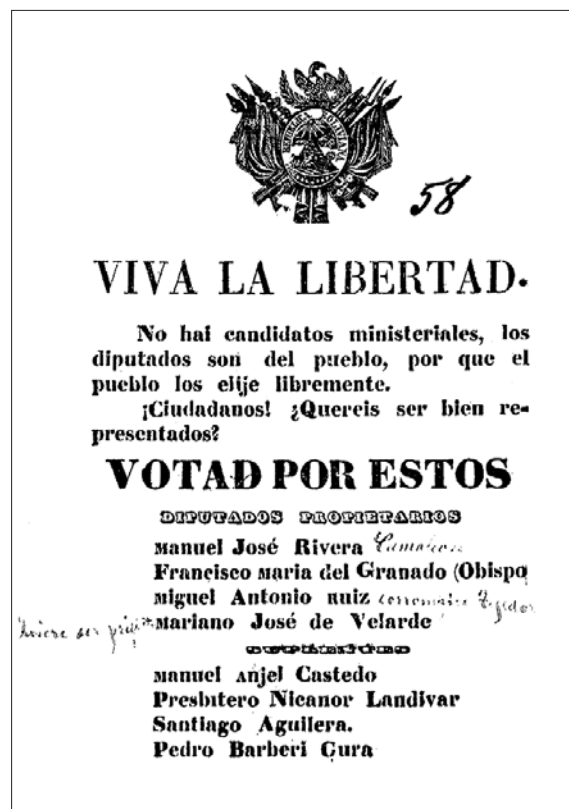 REPUBLICA BOLIVIANA
58
VIVA LA LIBERTAD.
No hai candidatos ministeriales, los
diputados son del pueblo, por que el
pueblo los elije libremente.
¡Ciudadanos! ¿Quereis ser bien re-
presentados?
VOTAD POR ESTOS
DIPUTADOS PROPIETARIOS
Manuel José Rivera
Francisco Maria del Granado (Obispo
Miguel Antonio Ruiz
Mariano José de Velarde
Manuel Anjel Castedo
Presbitero Nicanor Landivar
Santiago Aguilera.
Pedro Barberi Cura